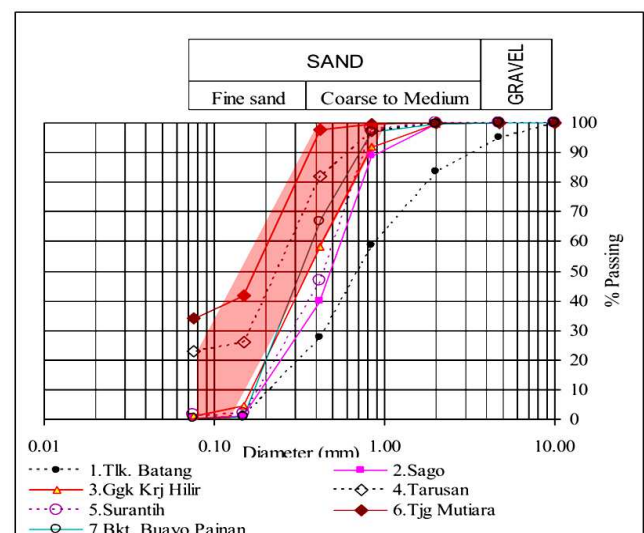 SAND
GRAVEL
Fine sand
Coarse to Medium
100
90
80
70
60
50
40
30
20
10
0
% Passing
0.01
0.10
1.00
10.00
Diameter (mm)
1.Tlk. Batang
2.Sago
3.Ggk Krj Hilir
4.Tarusan
5.Surantih
6.Tjg Mutiara
7.Bkt. Buayo Painan